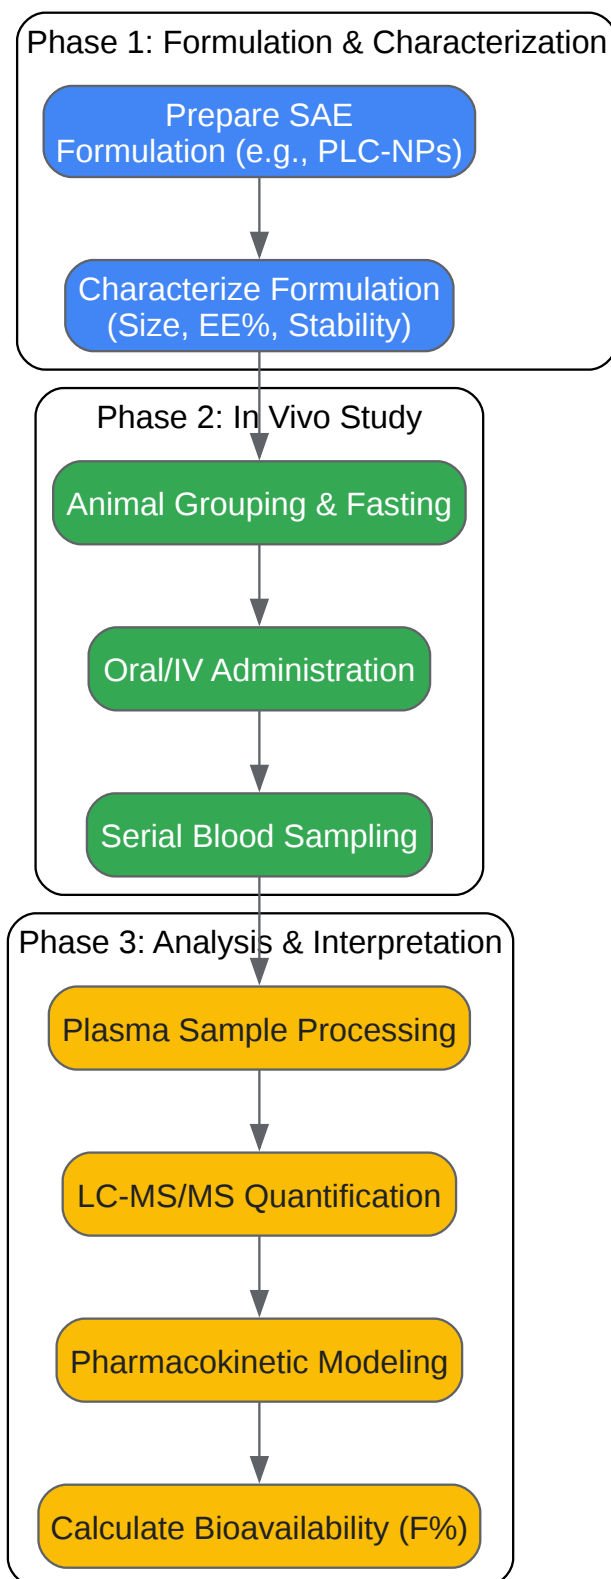 Phase 1: Formulation & Characterization
Prepare SAE
Formulation (e.g., PLC-NPs)
Characterize Formulation
(Size, EE%, Stability)
Phase 2: In Vivo Study
Animal Grouping & Fasting
Oral/IV Administration
Serial Blood Sampling
Phase 3: Analysis & Interpretation
Plasma Sample Processing
LC-MS/MS Quantification
Pharmacokinetic Modeling
Calculate Bioavailability (F%)